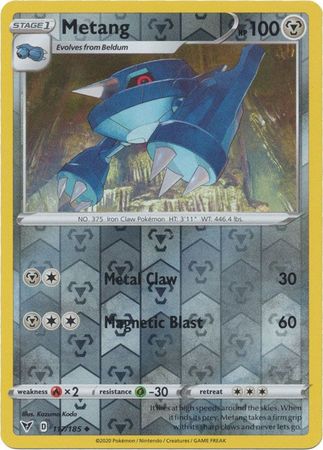 STAGE 1
Metang
HP 100
Evolves from Beldum
NO. 375 Iron Claw Pokémon HT: 3'11" WT: 446.4 lbs.
Metal Claw 30
Magnetic Blast 60
weakness ×2 resistance -30 retreat
Illus. Kazuma Koda
D 117/185
It flies at high speeds around the skies. When
it finds its prey, Metang takes a firm grip
with its sharp claws and never lets go.
©2020 Pokémon / Nintendo / Creatures / GAME FREAK